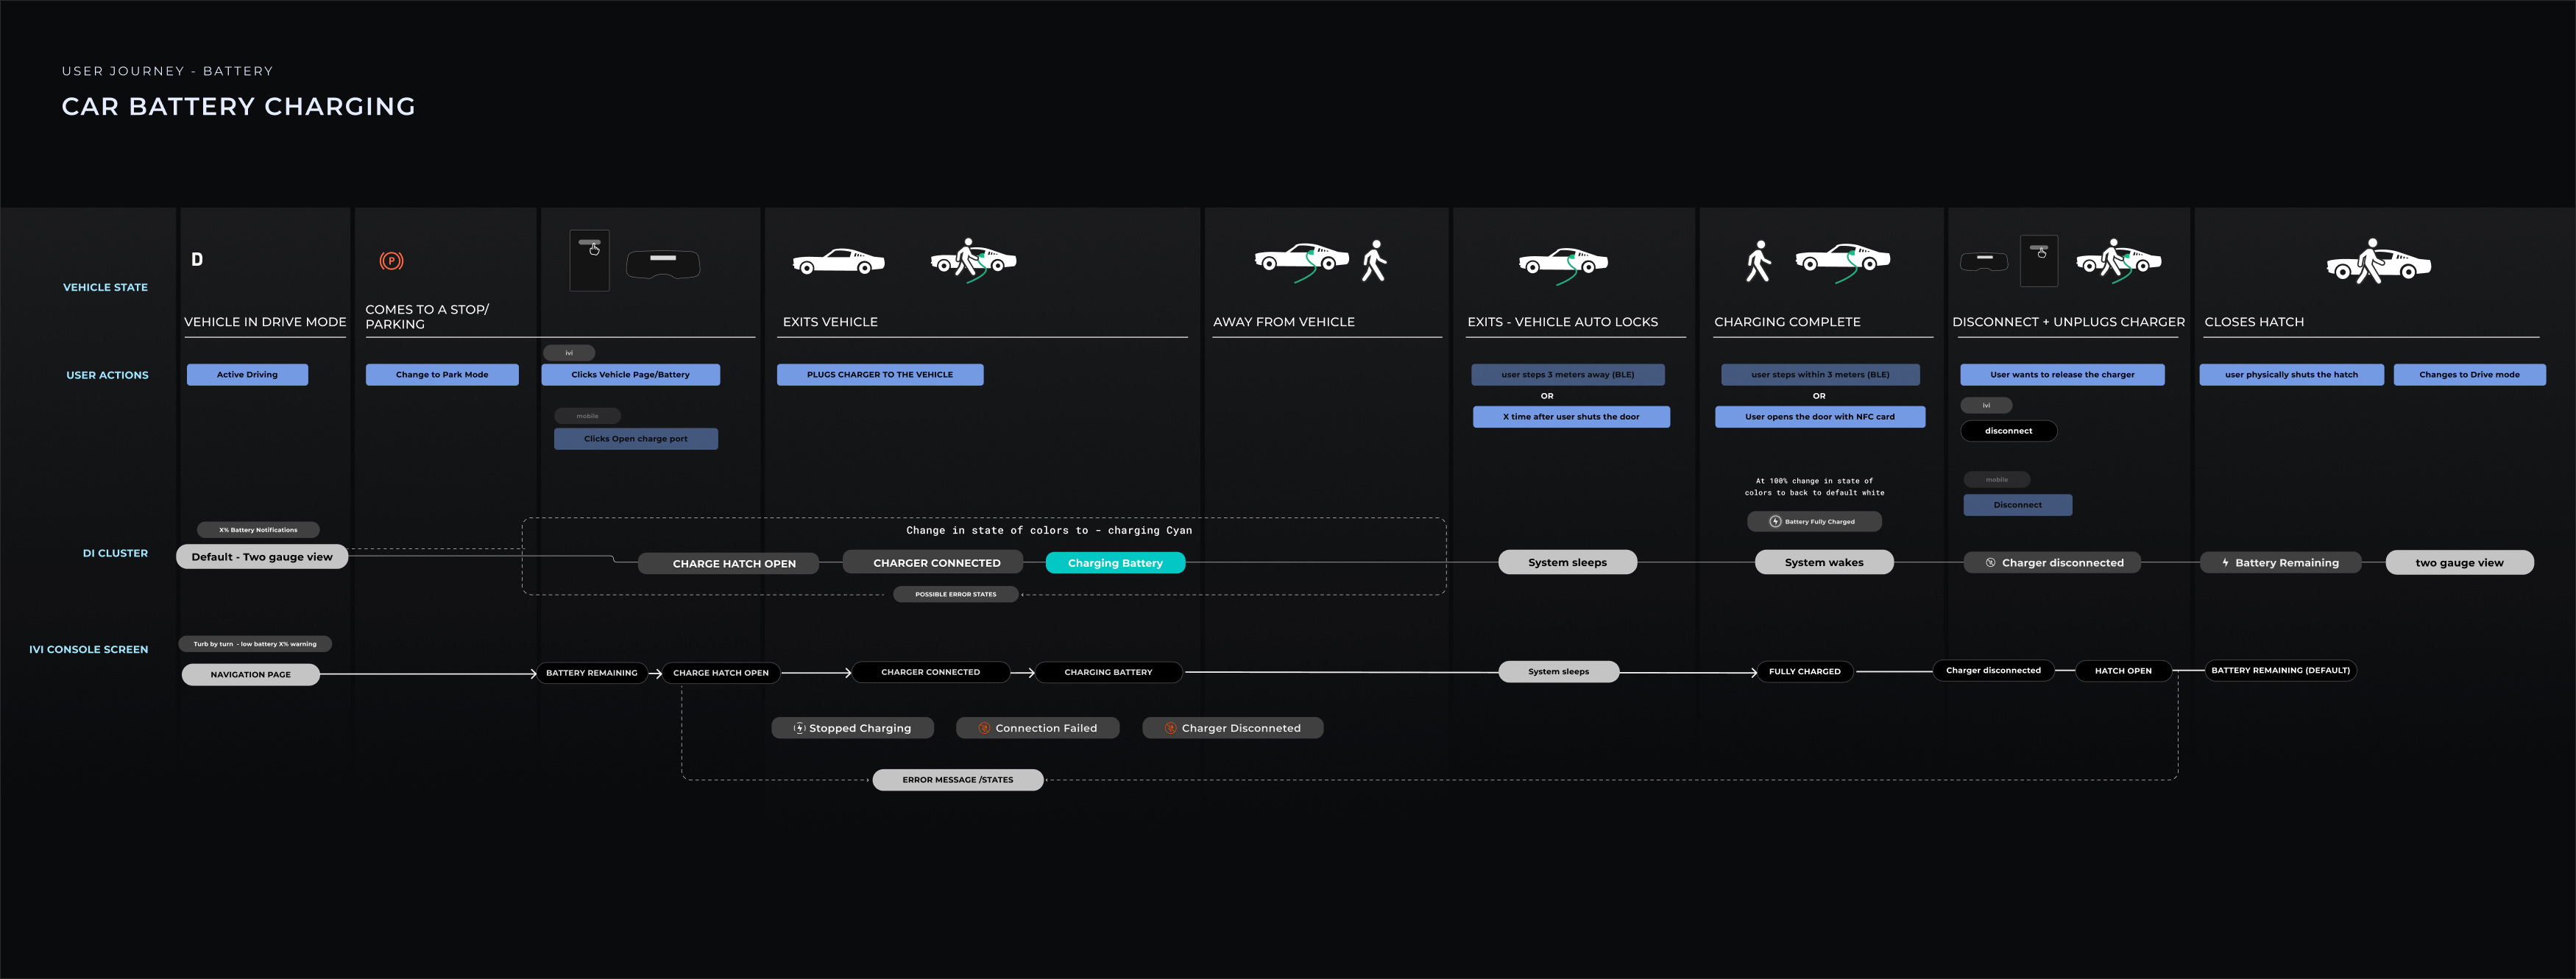 USER JOURNEY - BATTERY
CAR BATTERY CHARGING
VEHICLE STATE
D
P
VEHICLE IN DRIVE MODE
COMES TO A STOP/
PARKING
EXITS VEHICLE
AWAY FROM VEHICLE
EXITS - VEHICLE AUTO LOCKS
CHARGING COMPLETE
DISCONNECT + UNPLUGS CHARGER
CLOSES HATCH
USER ACTIONS
Active Driving
Change to Park Mode
ivi
Clicks Vehicle Page/Battery
mobile
Clicks Open charge port
PLUGS CHARGER TO THE VEHICLE
user steps 3 meters away (BLE)
OR
X time after user shuts the door
user steps within 3 meters (BLE)
OR
User opens the door with NFC card
User wants to release the charger
ivi
disconnect
mobile
Disconnect
user physically shuts the hatch
Changes to Drive mode
At 100% change in state of
colors to back to default white
Battery Fully Charged
DI CLUSTER
X% Battery Notifications
Default - Two gauge view
Change in state of colors to - charging Cyan
CHARGE HATCH OPEN
CHARGER CONNECTED
Charging Battery
POSSIBLE ERROR STATES
System sleeps
System wakes
Charger disconnected
Battery Remaining
two gauge view
IVI CONSOLE SCREEN
Turb by turn - low battery X% warning
NAVIGATION PAGE
BATTERY REMAINING
CHARGE HATCH OPEN
CHARGER CONNECTED
CHARGING BATTERY
System sleeps
FULLY CHARGED
Charger disconnected
HATCH OPEN
BATTERY REMAINING (DEFAULT)
Stopped Charging
Connection Failed
Charger Disconneted
ERROR MESSAGE /STATES